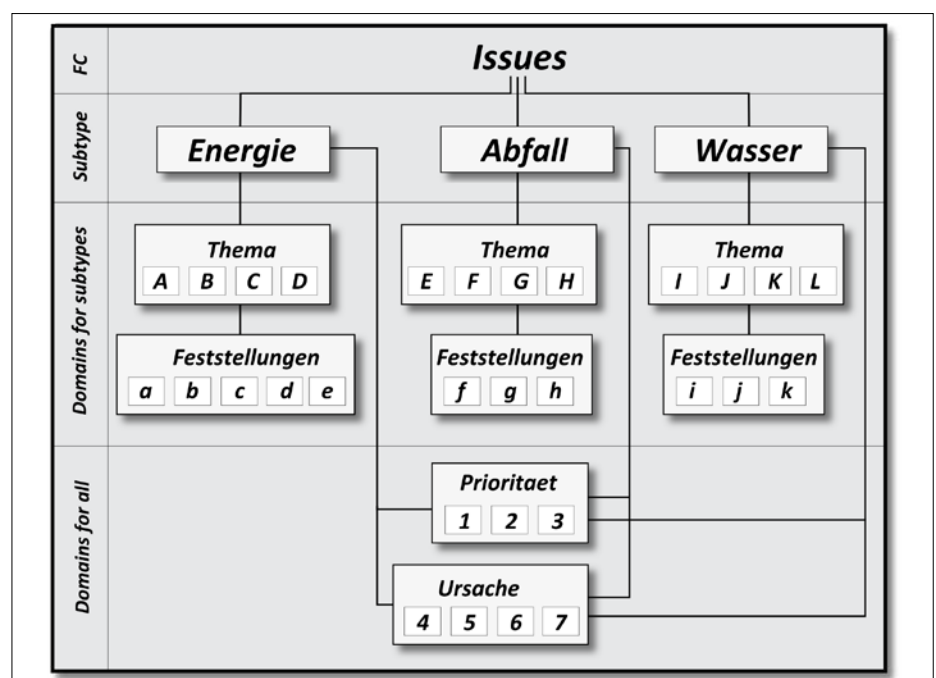 FC
Issues
Subtype
Energie
Abfall
Wasser
Domains for subtypes
Thema
A B C D
Thema
E F G H
Thema
I J K L
Feststellungen
a b c d e
Feststellungen
f g h
Feststellungen
i j k
Domains for all
Prioritaet
1 2 3
Ursache
4 5 6 7